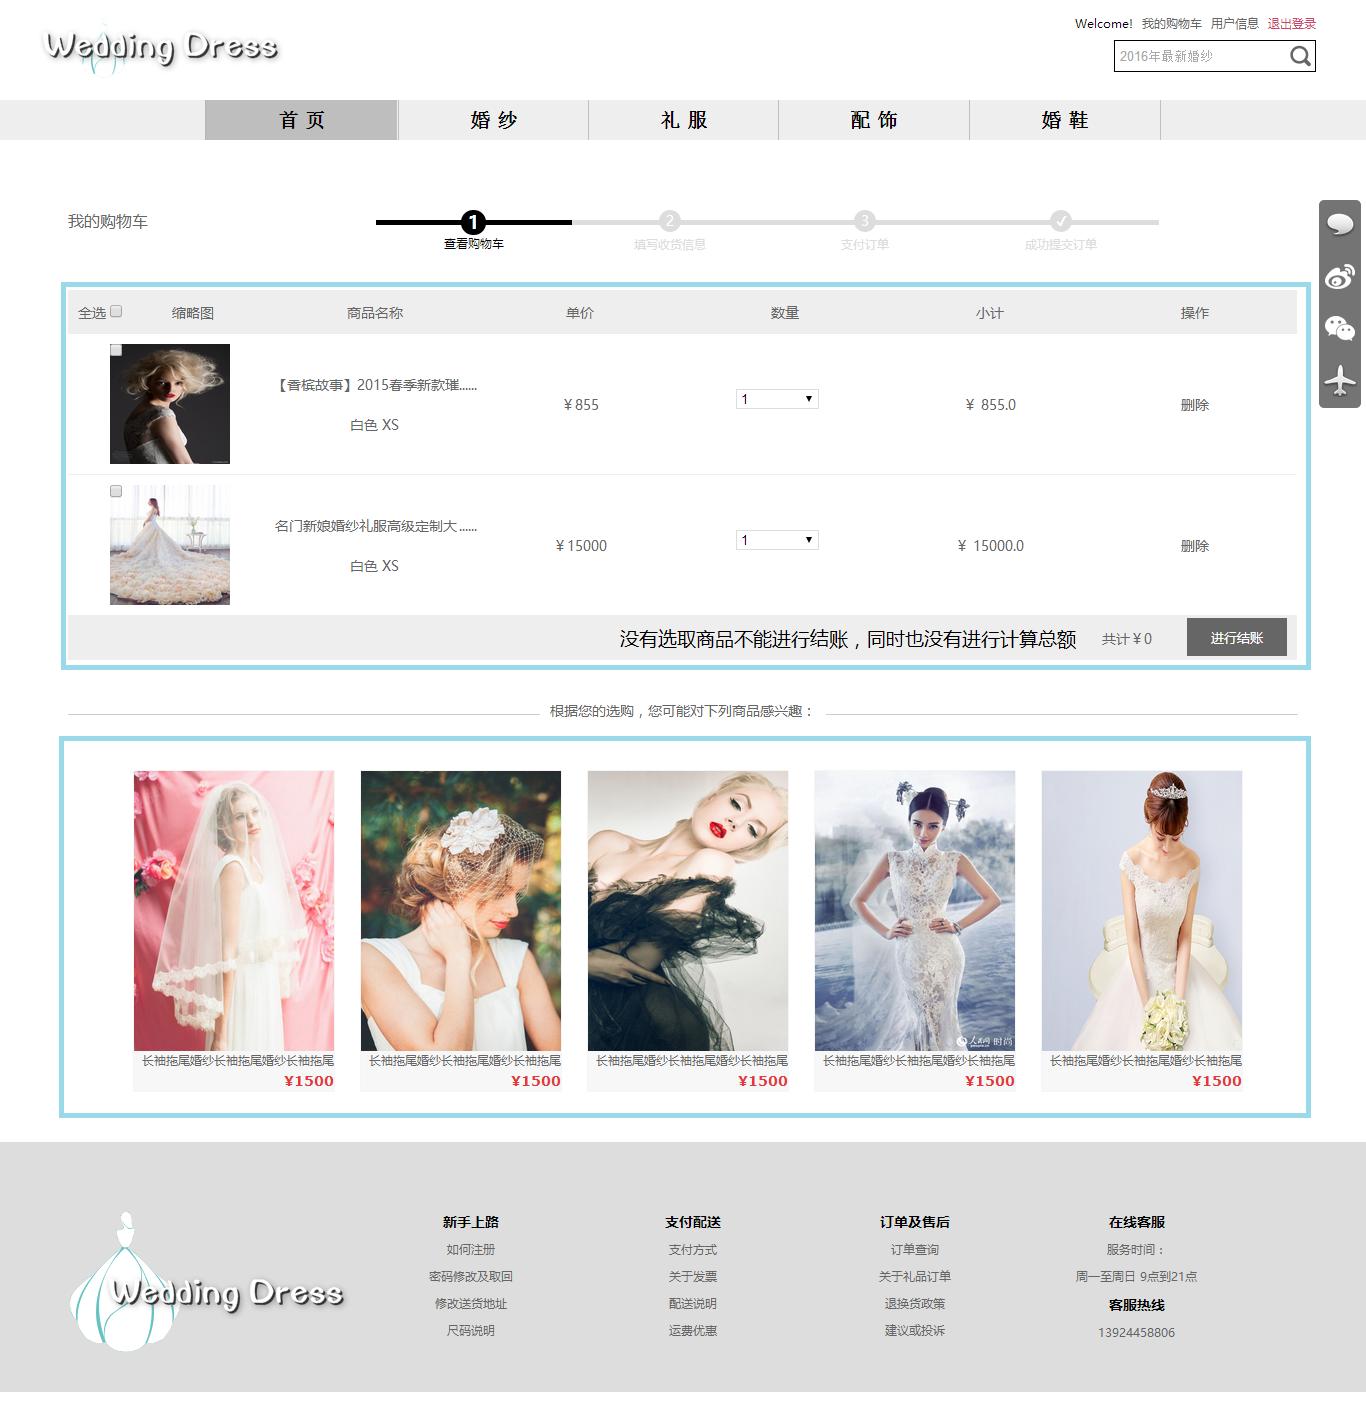 Wedding Dress
Welcome! 我的购物车 用户信息 退出登录
2016年最新婚纱
首 页 婚 纱 礼 服 配 饰 婚 鞋
我的购物车
1 2 3
查看购物车 填写收货信息 支付订单 成功提交订单
全选 缩略图 商品名称 单价 数量 小计 操作
【香槟故事】2015春季新款璀......
白色 XS
￥855 1 ￥ 855.0 删除
名门新娘婚纱礼服高级定制大......
白色 XS
￥15000 1 ￥ 15000.0 删除
没有选取商品不能进行结账，同时也没有进行计算总额 共计￥0 进行结账
根据您的选购，您可能对下列商品感兴趣：
人民网 时尚
长袖拖尾婚纱长袖拖尾婚纱长袖拖尾 长袖拖尾婚纱长袖拖尾婚纱长袖拖尾 长袖拖尾婚纱长袖拖尾婚纱长袖拖尾 长袖拖尾婚纱长袖拖尾婚纱长袖拖尾 长袖拖尾婚纱长袖拖尾婚纱长袖拖尾
¥1500 ¥1500 ¥1500 ¥1500 ¥1500
Wedding Dress
新手上路
如何注册
密码修改及取回
修改送货地址
尺码说明
支付配送
支付方式
关于发票
配送说明
运费优惠
订单及售后
订单查询
关于礼品订单
退换货政策
建议或投诉
在线客服
服务时间：
周一至周日 9点到21点
客服热线
13924458806